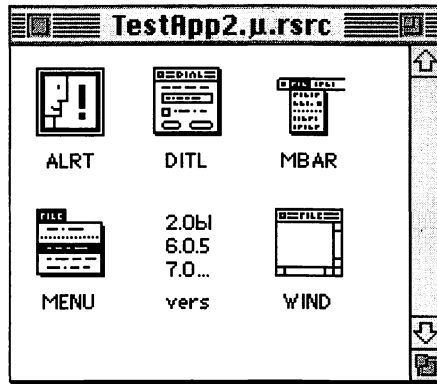 TestApp2.µ.rsrc
ALRT
DITL
MBAR
MENU
2.0b1
6.0.5
7.0...
vers
WIND